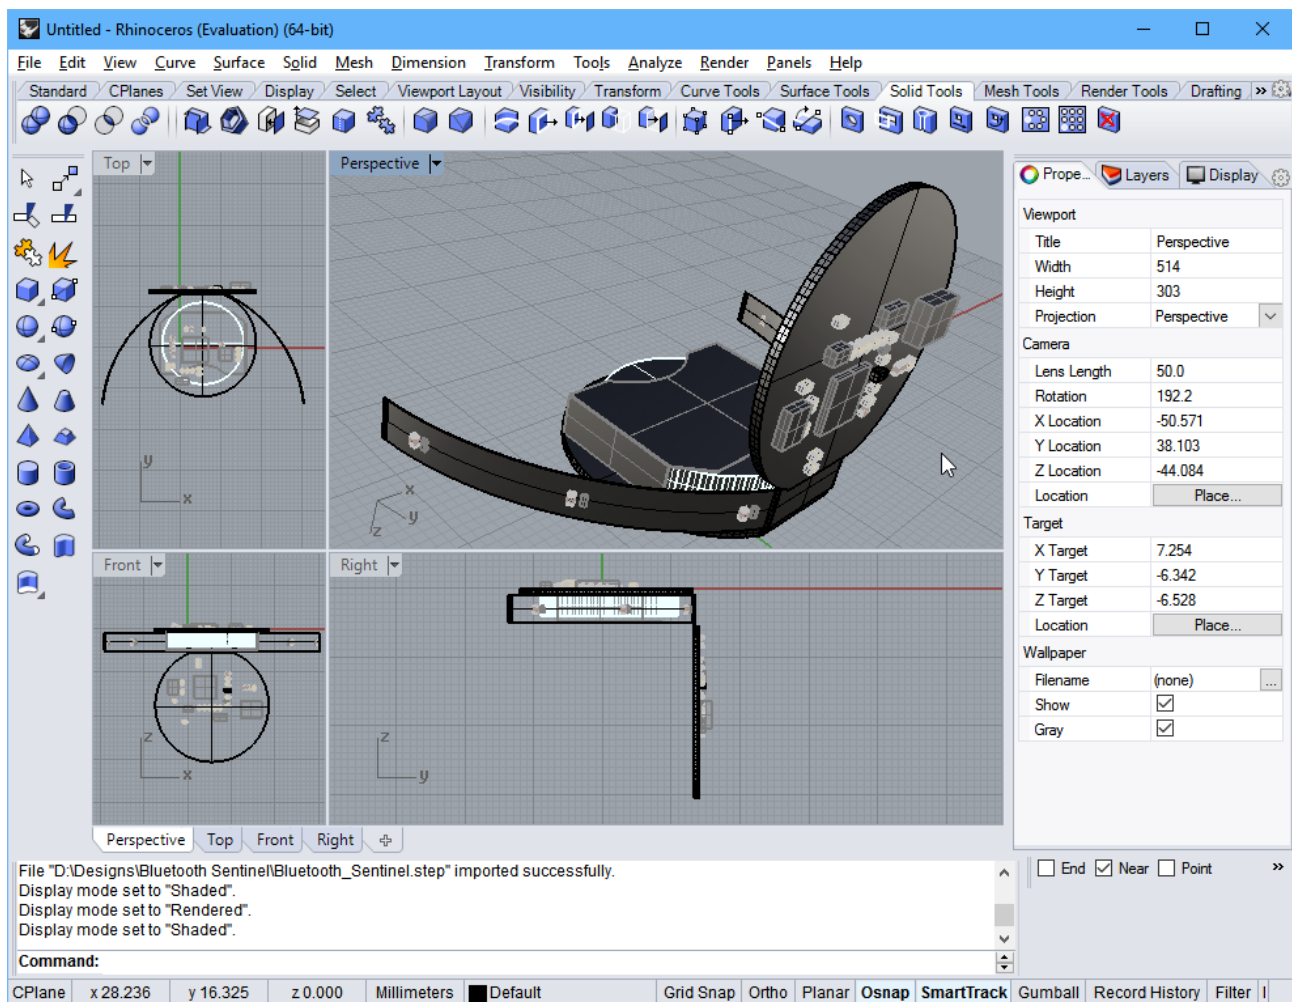 Untitled - Rhinoceros (Evaluation) (64-bit)
File Edit View Curve Surface Solid Mesh Dimension Transform Tools Analyze Render Panels Help
Standard CPlanes Set View Display Select Viewport Layout Visibility Transform Curve Tools Surface Tools Solid Tools Mesh Tools Render Tools Drafting »
Top
Perspective
Prope... Layers Display
Viewport
Title Perspective
Width 514
Height 303
Projection Perspective
Camera
Lens Length 50.0
Rotation 192.2
X Location -50.571
Y Location 38.103
Z Location -44.084
Location Place...
Target
X Target 7.254
Y Target -6.342
Z Target -6.528
Location Place...
Wallpaper
Filename (none) ...
Show
Gray
y
x
x
y
z
Front
Right
z
x
z
y
Perspective Top Front Right
File "D:\Designs\Bluetooth Sentinel\Bluetooth_Sentinel.step" imported successfully.
Display mode set to "Shaded".
Display mode set to "Rendered".
Display mode set to "Shaded".
Command:
End Near Point »
CPlane x 28.236 y 16.325 z 0.000 Millimeters Default Grid Snap Ortho Planar Osnap SmartTrack Gumball Record History Filter